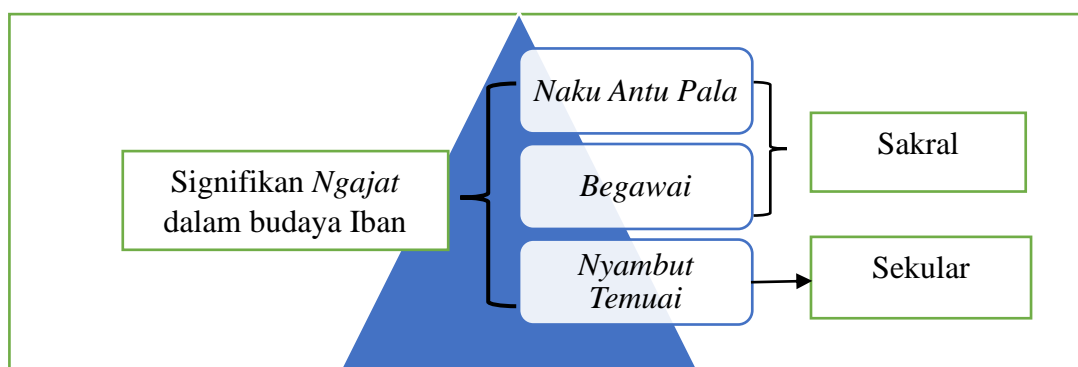 Signifikan Ngajat
dalam budaya Iban
Naku Antu Pala
Begawai
Nyambut
Temuai
Sakral
Sekular